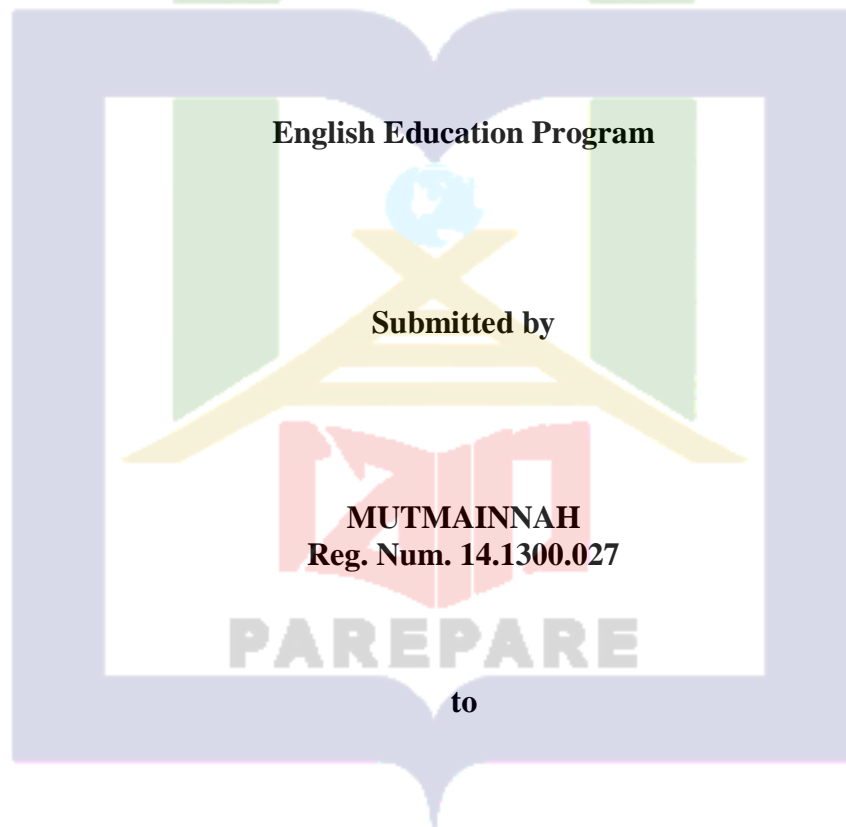 English Education Program
Submitted by
MUTMAINNAH
Reg. Num. 14.1300.027
PAREPARE
to